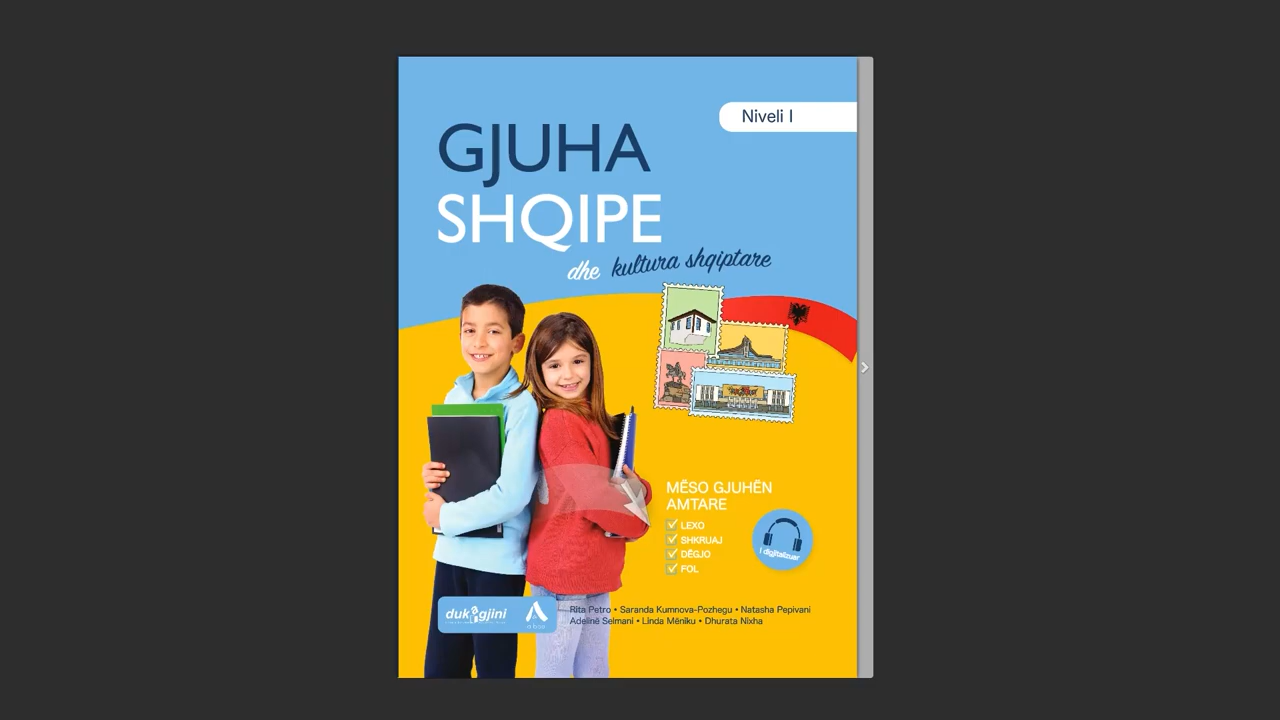 Niveli I
GJUHA
SHQIPE
dhe kultura shqiptare
MËSO GJUHËN
AMTARE
LEXO
SHKRUAJ
DËGJO
FOL
I digjitalizuar
dukagjini
Rita Petro • Saranda Kumnova-Pozhegu • Natasha Pepivani
Adelinë Selmani • Linda Mëniku • Dhurata Nixha